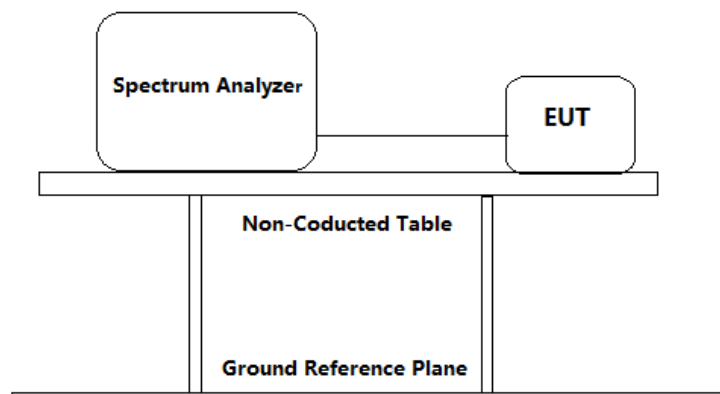 Spectrum Analyzer
EUT
Non-Coducted Table
Ground Reference Plane